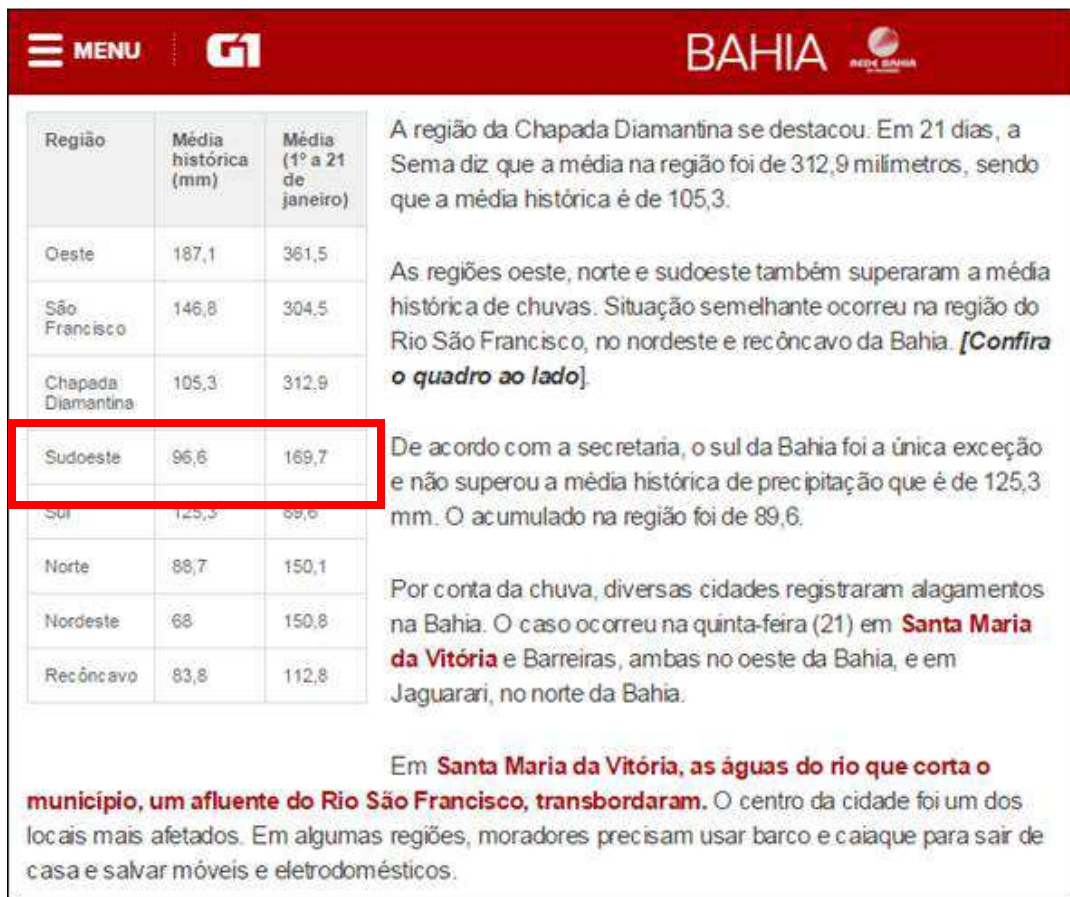 MENU G1 BAHIA REDE BAHIA
Região Média histórica (mm) Média (1º a 21 de janeiro)
Oeste 187,1 361,5
São Francisco 146,8 304,5
Chapada Diamantina 105,3 312,9
Sudoeste 96,6 169,7
Sul 125,3 89,6
Norte 88,7 150,1
Nordeste 68 150,8
Recôncavo 83,8 112,8
A região da Chapada Diamantina se destacou. Em 21 dias, a
Sema diz que a média na região foi de 312,9 milímetros, sendo
que a média histórica é de 105,3.
As regiões oeste, norte e sudoeste também superaram a média
histórica de chuvas. Situação semelhante ocorreu na região do
Rio São Francisco, no nordeste e recôncavo da Bahia. [Confira
o quadro ao lado].
De acordo com a secretaria, o sul da Bahia foi a única exceção
e não superou a média histórica de precipitação que é de 125,3
mm. O acumulado na região foi de 89,6.
Por conta da chuva, diversas cidades registraram alagamentos
na Bahia. O caso ocorreu na quinta-feira (21) em Santa Maria
da Vitória e Barreiras, ambas no oeste da Bahia, e em
Jaguarari, no norte da Bahia.
Em Santa Maria da Vitória, as águas do rio que corta o
município, um afluente do Rio São Francisco, transbordaram. O centro da cidade foi um dos
locais mais afetados. Em algumas regiões, moradores precisam usar barco e caiaque para sair de
casa e salvar móveis e eletrodomésticos.